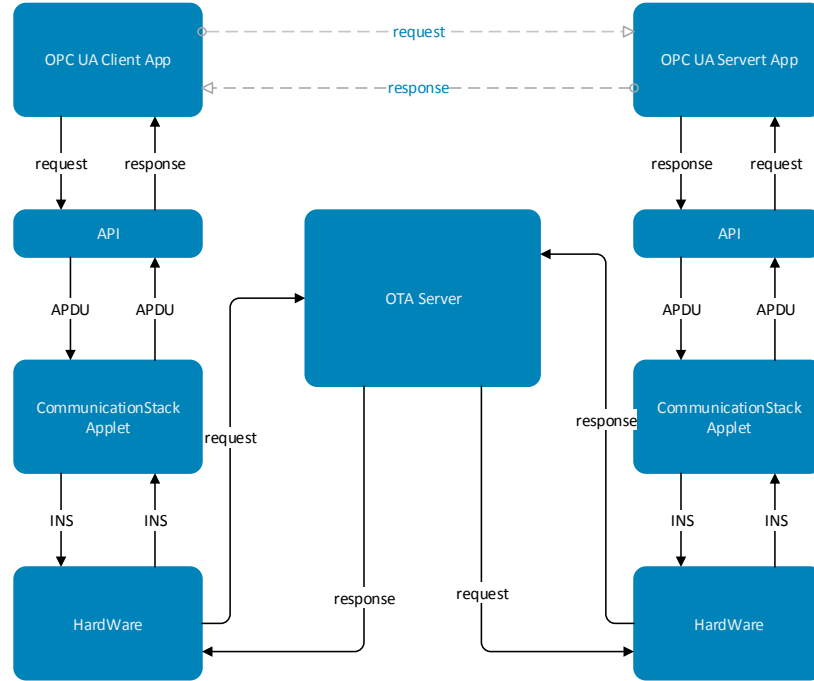 OPC UA Client App
request
OPC UA Servert App
response
request
response
response
request
API
API
OTA Server
APDU
APDU
APDU
APDU
CommunicationStack
Applet
CommunicationStack
Applet
request
response
INS
INS
INS
INS
response
request
HardWare
HardWare